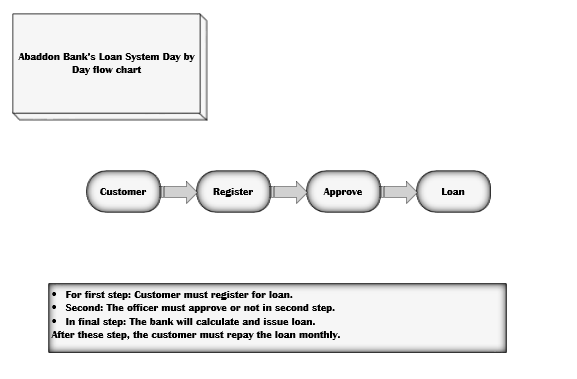 Abaddon Bank's Loan System Day by
Day flow chart
Customer
Register
Approve
Loan
• For first step: Customer must register for loan.
• Second: The officer must approve or not in second step.
• In final step: The bank will calculate and issue loan.
After these step, the customer must repay the loan monthly.